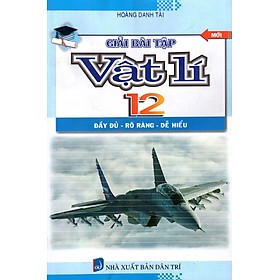 HOÀNG DANH TÀI
MỚI
GIẢI BÀI TẬP
Vật lí
12
ĐẦY ĐỦ - RÕ RÀNG - DỄ HIỂU
NHÀ XUẤT BẢN DÂN TRÍ